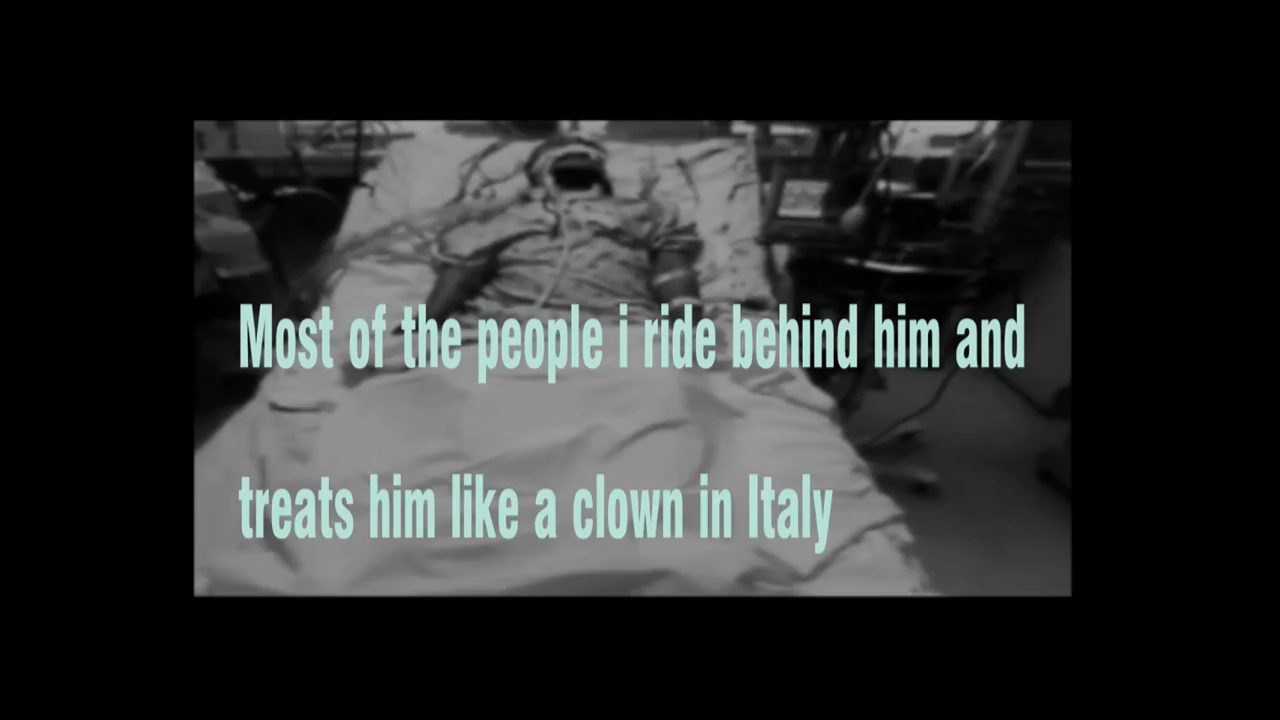 Most of the people i ride behind him and
treats him like a clown in Italy